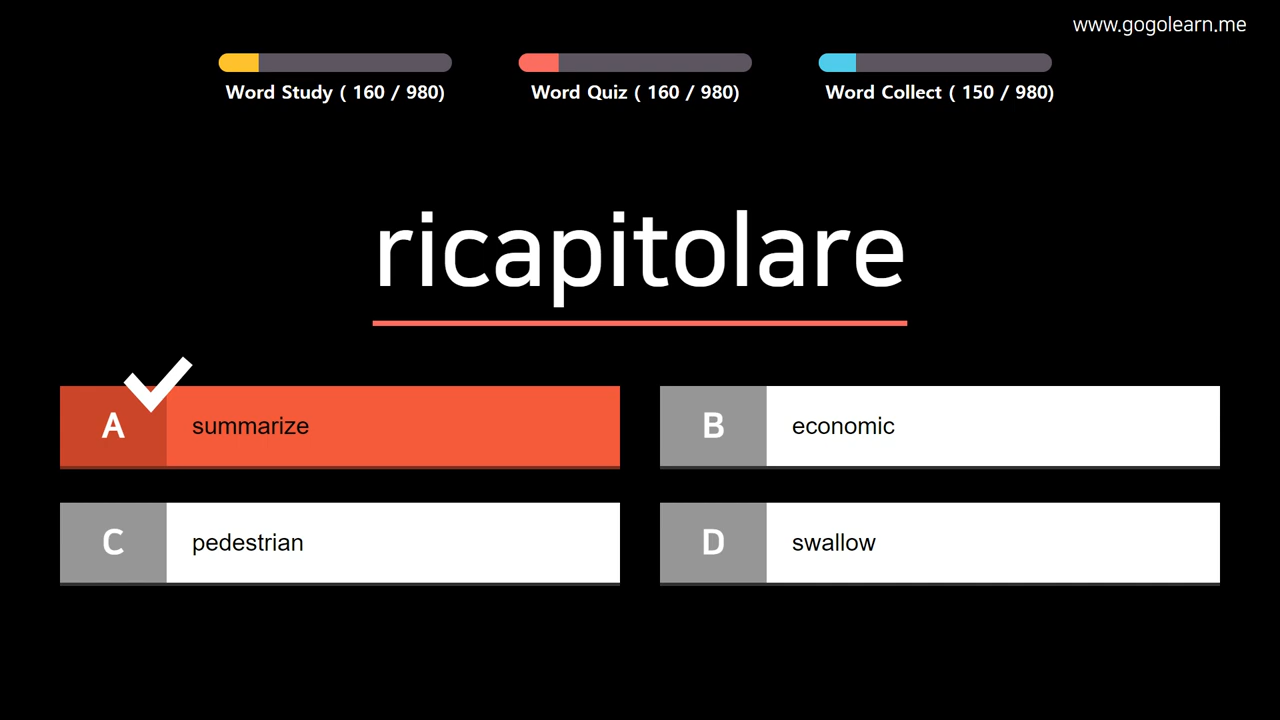 www.gogolearn.me
Word Study ( 160 / 980)
Word Quiz ( 160 / 980)
Word Collect ( 150 / 980)
ricapitolare
A summarize
B economic
C pedestrian
D swallow